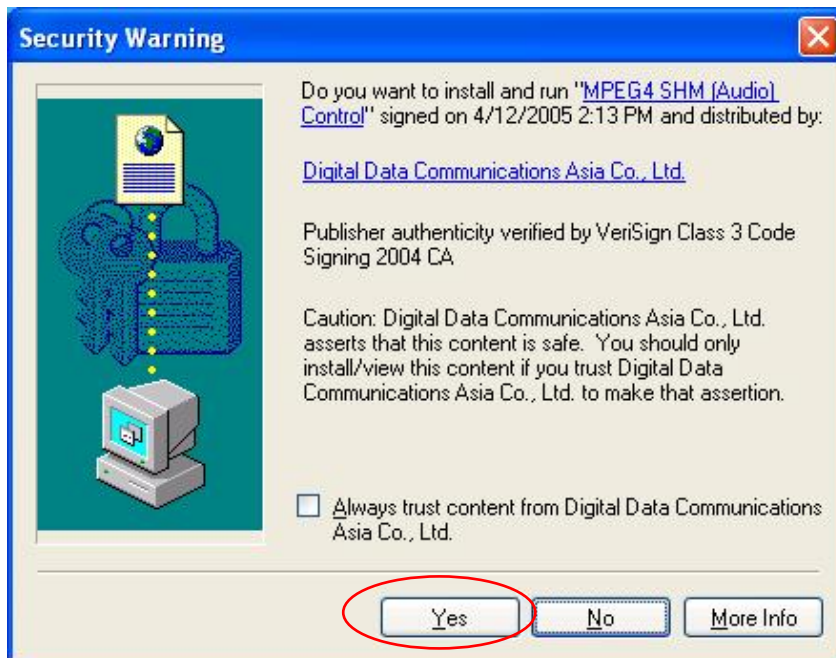 Security Warning
Do you want to install and run "MPEG4 SHM (Audio)
Control" signed on 4/12/2005 2:13 PM and distributed by:
Digital Data Communications Asia Co., Ltd.
Publisher authenticity verified by VeriSign Class 3 Code
Signing 2004 CA
Caution: Digital Data Communications Asia Co., Ltd.
asserts that this content is safe. You should only
install/view this content if you trust Digital Data
Communications Asia Co., Ltd. to make that assertion.
Always trust content from Digital Data Communications
Asia Co., Ltd.
Yes No More Info